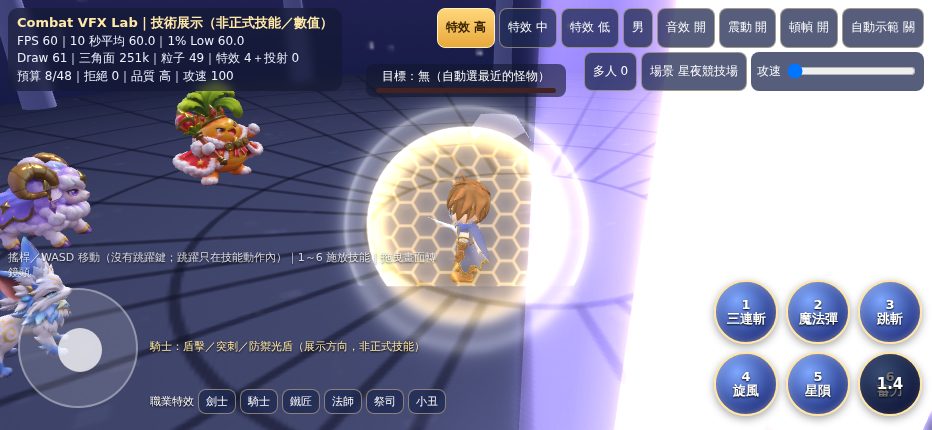 Combat VFX Lab｜技術展示（非正式技能／數值）
FPS 60｜10 秒平均 60.0｜1% Low 60.0
Draw 61｜三角面 251k｜粒子 49｜特效 4＋投射 0
預算 8/48｜拒絕 0｜品質 高｜攻速 100
特效 高
特效 中
特效 低
男
音效 開
震動 開
頓幀 開
自動示範 關
目標：無（自動選最近的怪物）
多人 0
場景 星夜競技場
攻速
搖桿／WASD 移動（沒有跳躍鍵；跳躍只在技能動作內）｜1～6 施放技能｜拖曳畫面轉
鏡頭
1
三連斬
2
魔法彈
3
跳斬
騎士：盾擊／突刺／防禦光盾（展示方向，非正式技能）
4
旋風
5
星隕
6
1.4
職業特效
劍士
騎士
鐵匠
法師
祭司
小丑